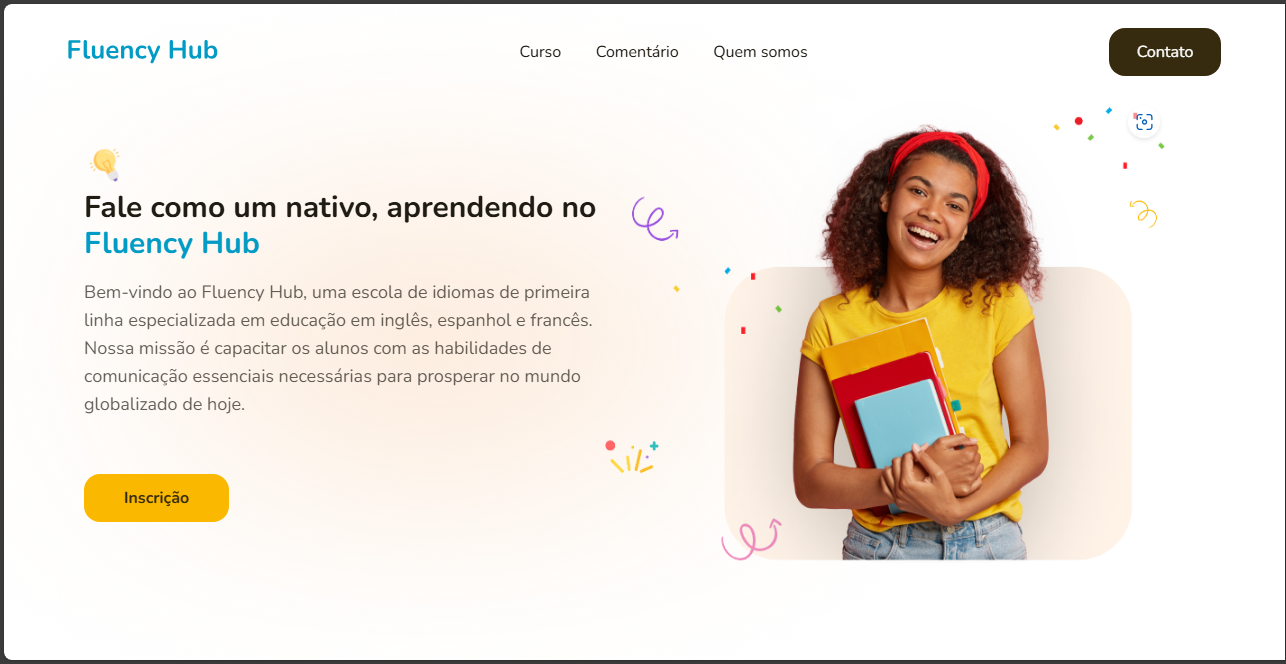 Fluency Hub
Curso
Comentário
Quem somos
Contato
Fale como um nativo, aprendendo no
Fluency Hub
Bem-vindo ao Fluency Hub, uma escola de idiomas de primeira
linha especializada em educação em inglês, espanhol e francês.
Nossa missão é capacitar os alunos com as habilidades de
comunicação essenciais necessárias para prosperar no mundo
globalizado de hoje.
Inscrição